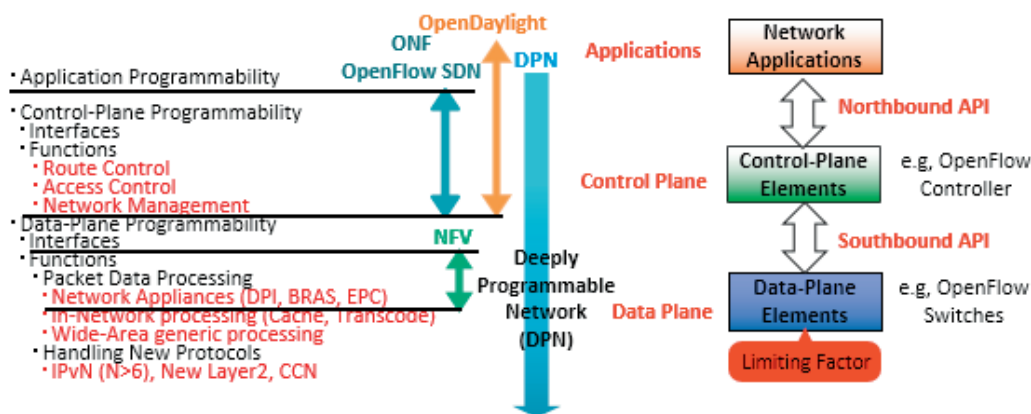 OpenDaylight
ONF
OpenFlow SDN
DPN
・Application Programmability
・Control-Plane Programmability
・Interfaces
・Functions
・Route Control
・Access Control
・Network Management
・Data-Plane Programmability
・Interfaces
NFV
・Functions
・Packet Data Processing
・Network Appliances (DPI, BRAS, EPC)
・In-Network processing (Cache, Transcode)
・Wide-Area generic processing
・Handling New Protocols
・IPvN (N>6), New Layer2, CCN
Deeply
Programmable
Network
(DPN)
Applications
Network
Applications
Northbound API
Control Plane
Control-Plane
Elements
e.g, OpenFlow
Controller
Southbound API
Data Plane
Data-Plane
Elements
e.g, OpenFlow
Switches
Limiting Factor